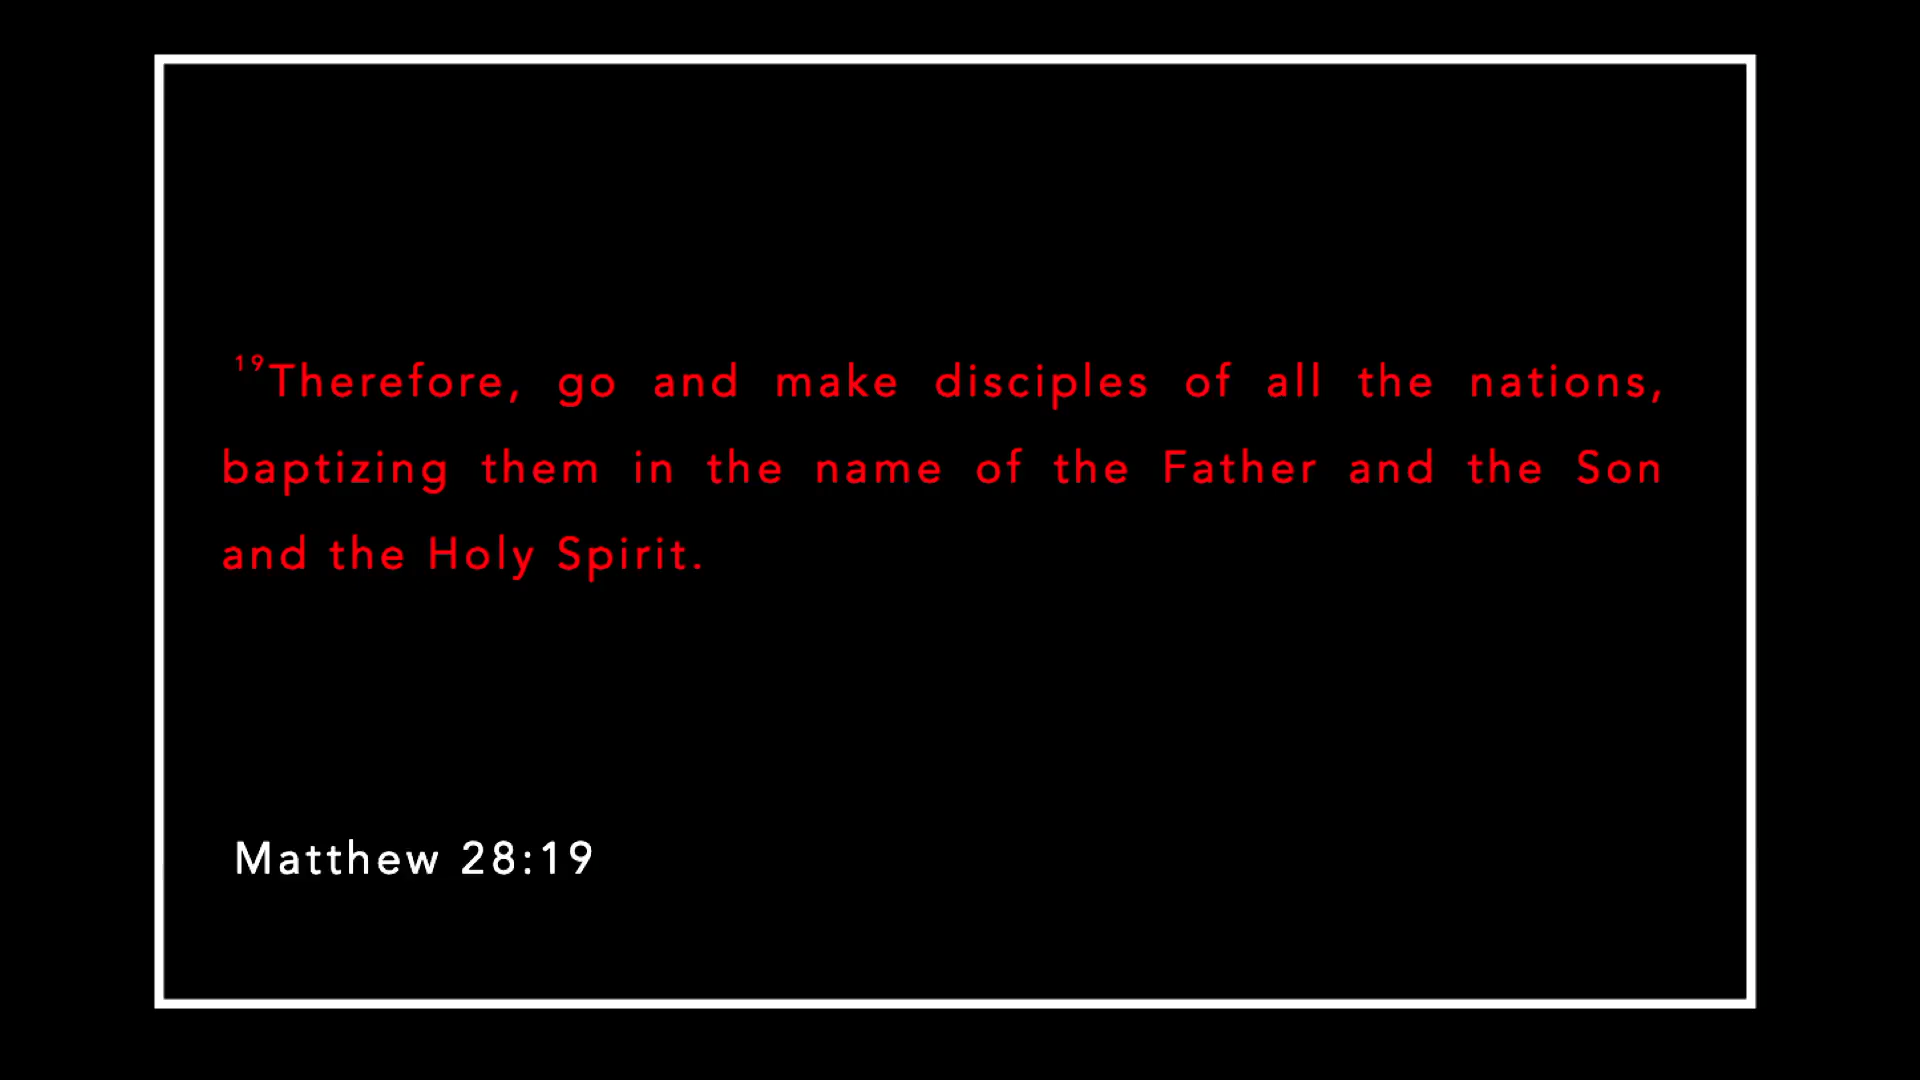 ¹⁹Therefore, go and make disciples of all the nations,
baptizing them in the name of the Father and the Son
and the Holy Spirit.
Matthew 28:19